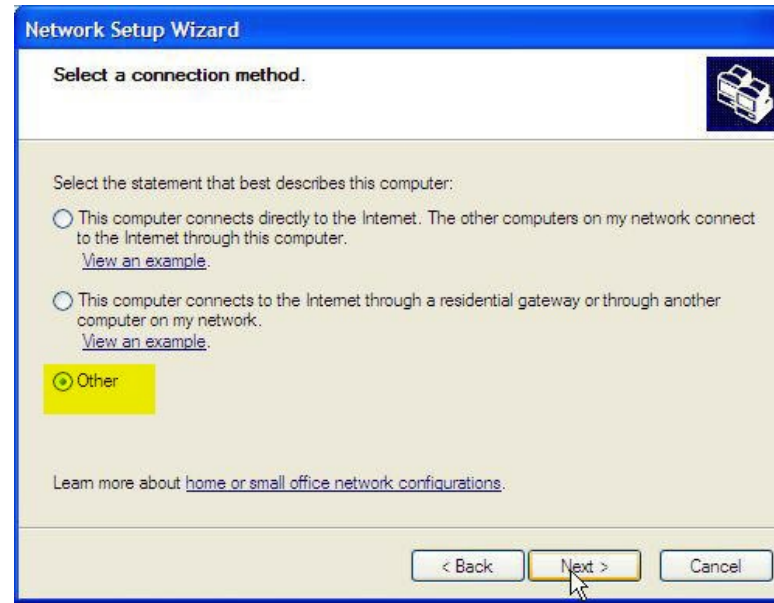 Network Setup Wizard
Select a connection method.
Select the statement that best describes this computer:
This computer connects directly to the Internet. The other computers on my network connect
to the Internet through this computer.
View an example.
This computer connects to the Internet through a residential gateway or through another
computer on my network.
View an example.
Other
Learn more about home or small office network configurations.
< Back Next > Cancel